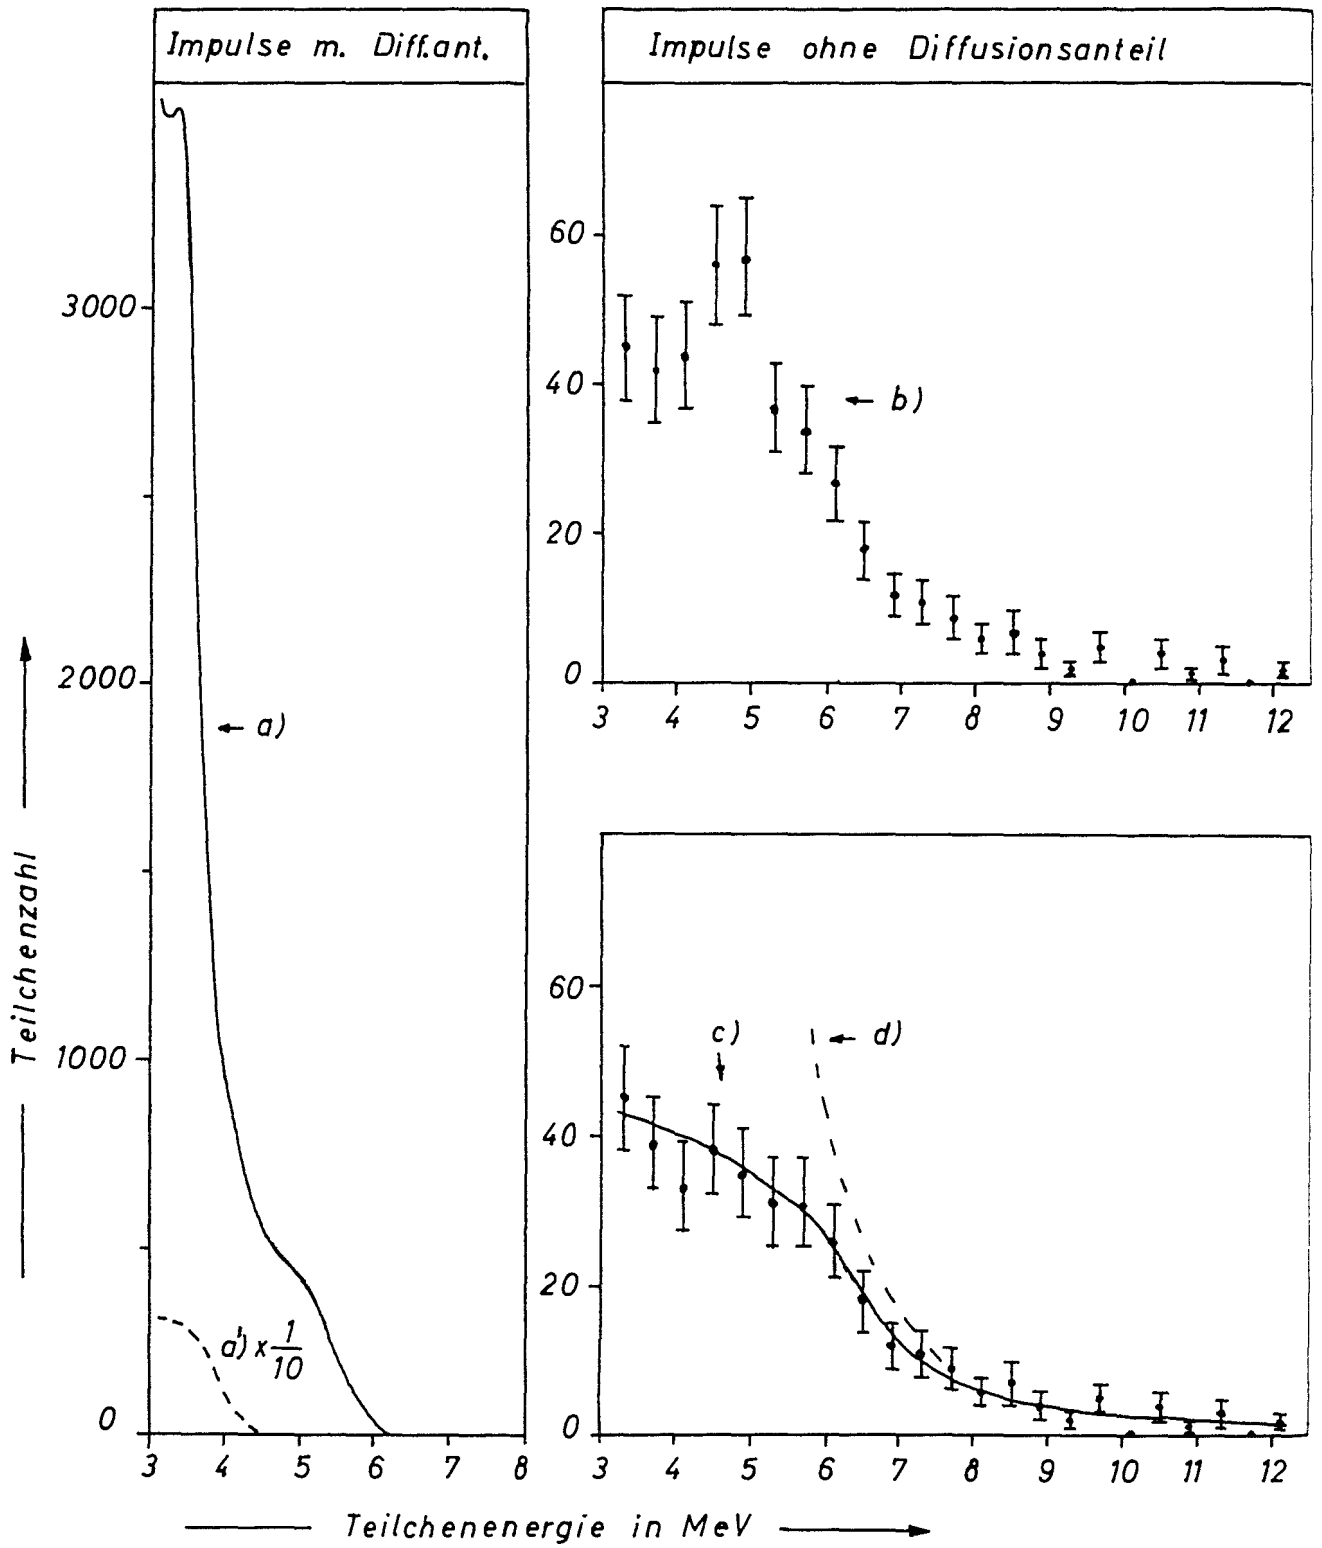 Impulse m. Diff.ant.
Impulse ohne Diffusionsanteil
3000
2000
1000
0
a)
a') x 1/10
3 4 5 6 7 8
60
40
20
0
b)
3 4 5 6 7 8 9 10 11 12
60
40
20
0
c)
d)
3 4 5 6 7 8 9 10 11 12
Teilchenzahl
Teilchenenergie in MeV